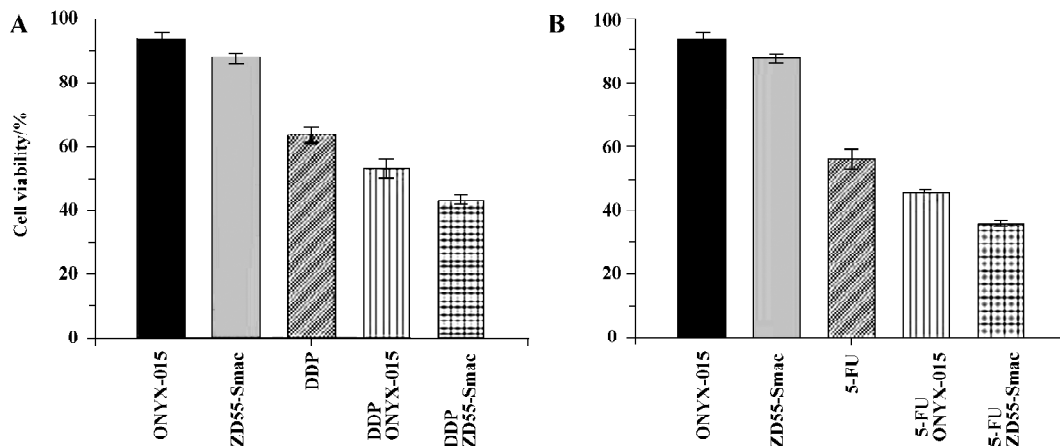 A
Cell viability/%
100
80
60
40
20
0
ONYX-015
ZD55-Smac
DDP
DDP
ONYX-015
DDP
ZD55-Smac
B
100
80
60
40
20
0
ONYX-015
ZD55-Smac
5-FU
5-FU
ONYX-015
5-FU
ZD55-Smac